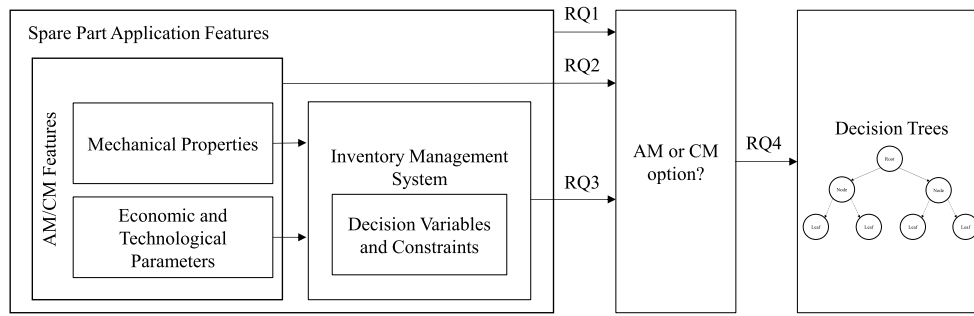 Spare Part Application Features
AM/CM Features
Mechanical Properties
Economic and
Technological
Parameters
Inventory Management
System
Decision Variables
and Constraints
RQ1
RQ2
RQ3
AM or CM
option?
RQ4
Decision Trees
Root
Node
Node
Leaf
Leaf
Leaf
Leaf